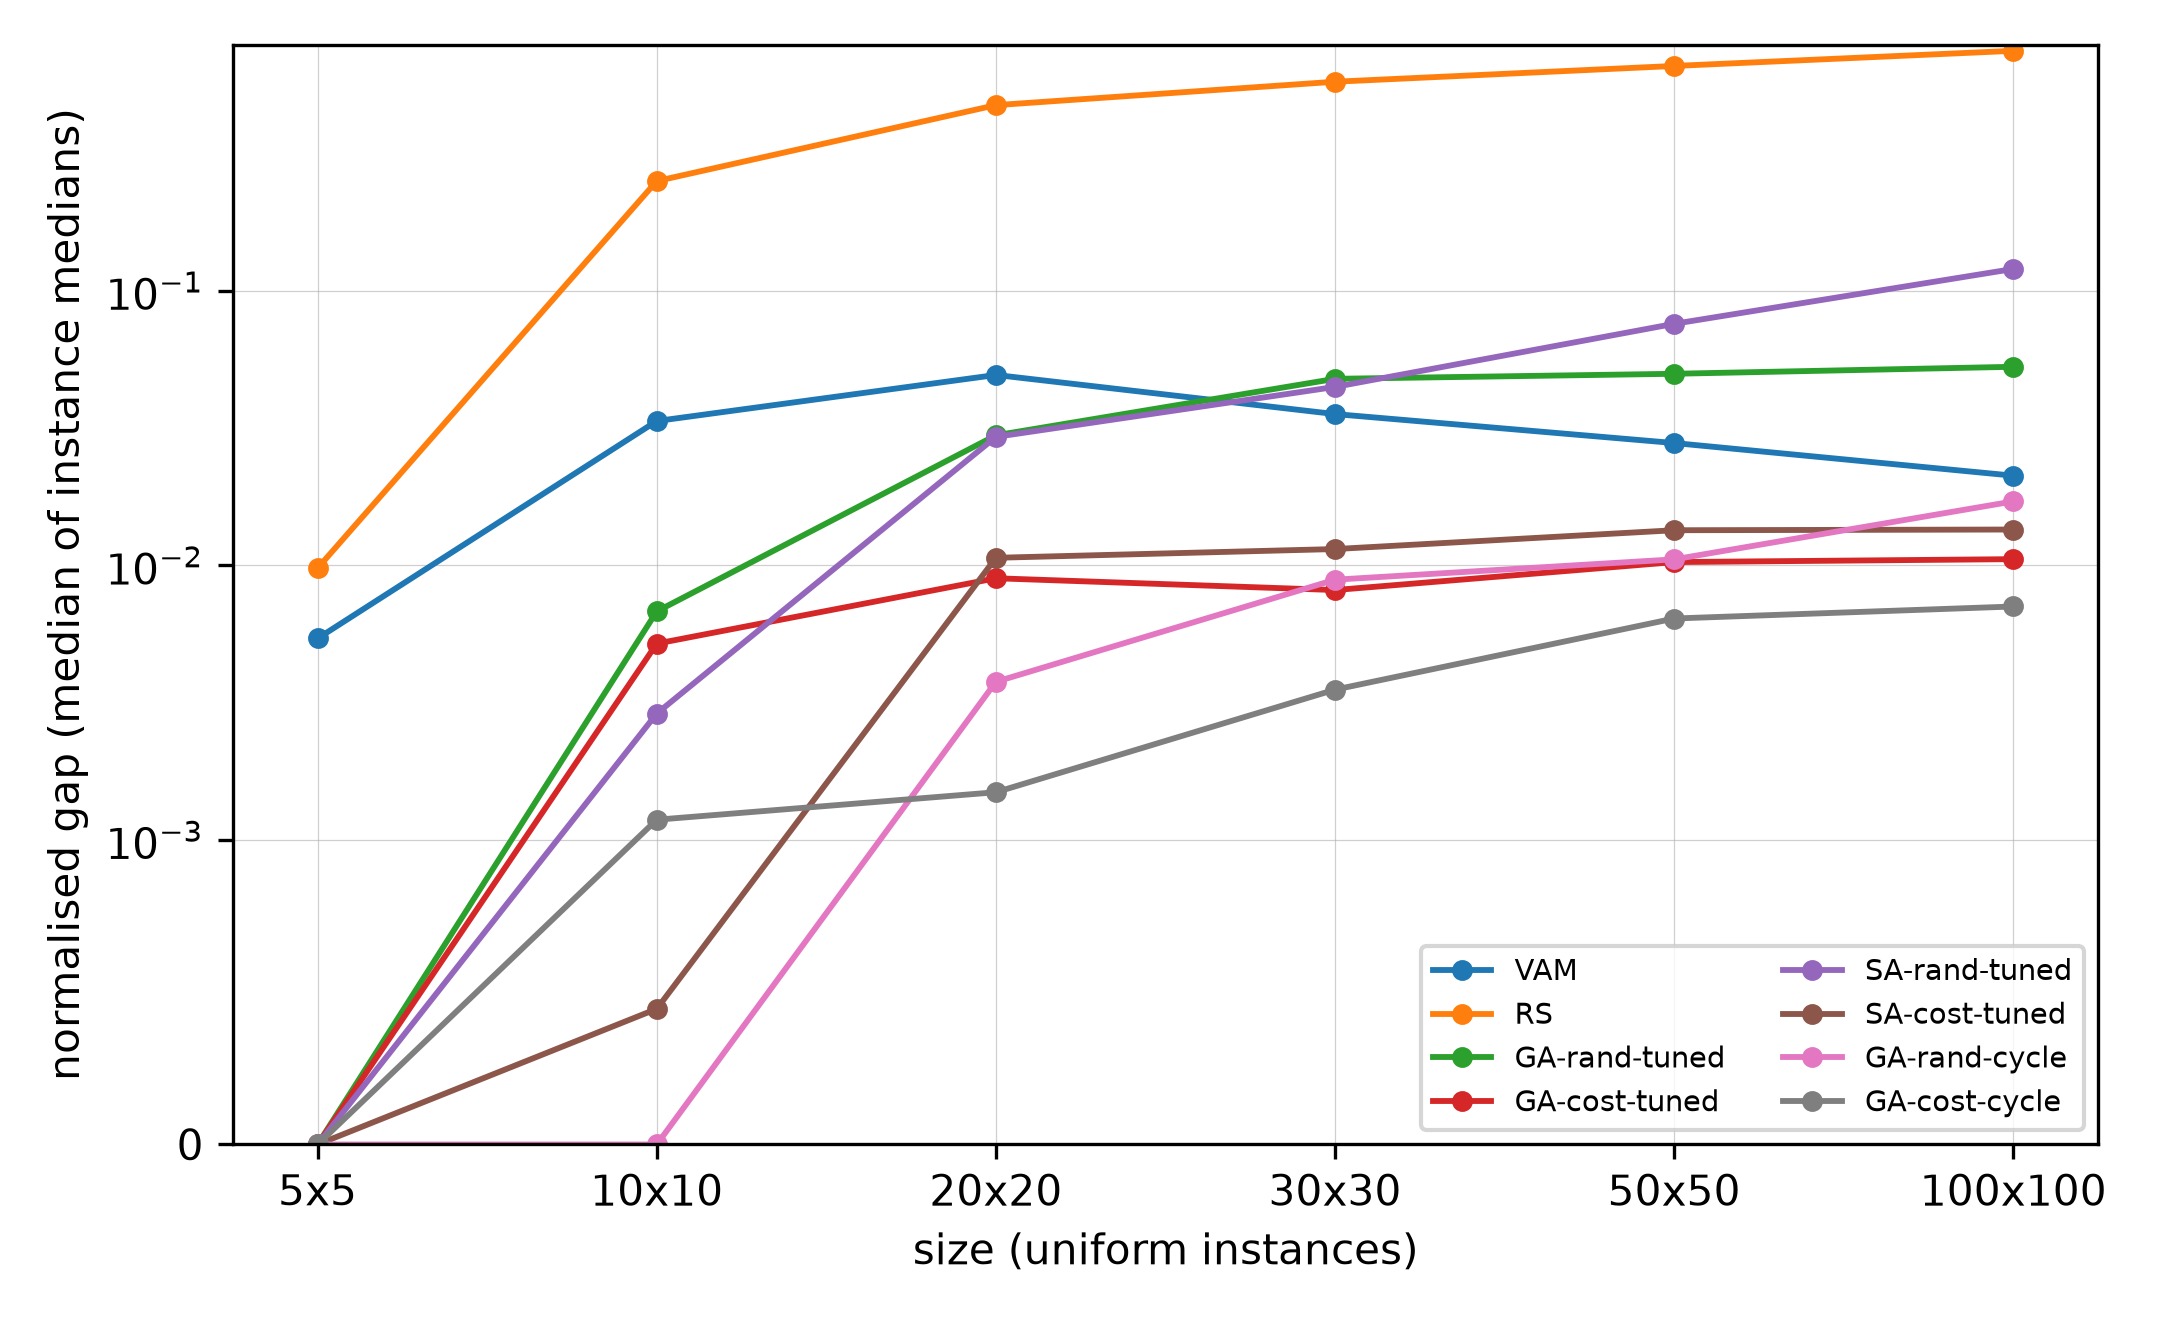 normalised gap (median of instance medians)
10⁻¹
10⁻²
10⁻³
0
5x5
10x10
20x20
30x30
50x50
100x100
size (uniform instances)
VAM
RS
GA-rand-tuned
GA-cost-tuned
SA-rand-tuned
SA-cost-tuned
GA-rand-cycle
GA-cost-cycle